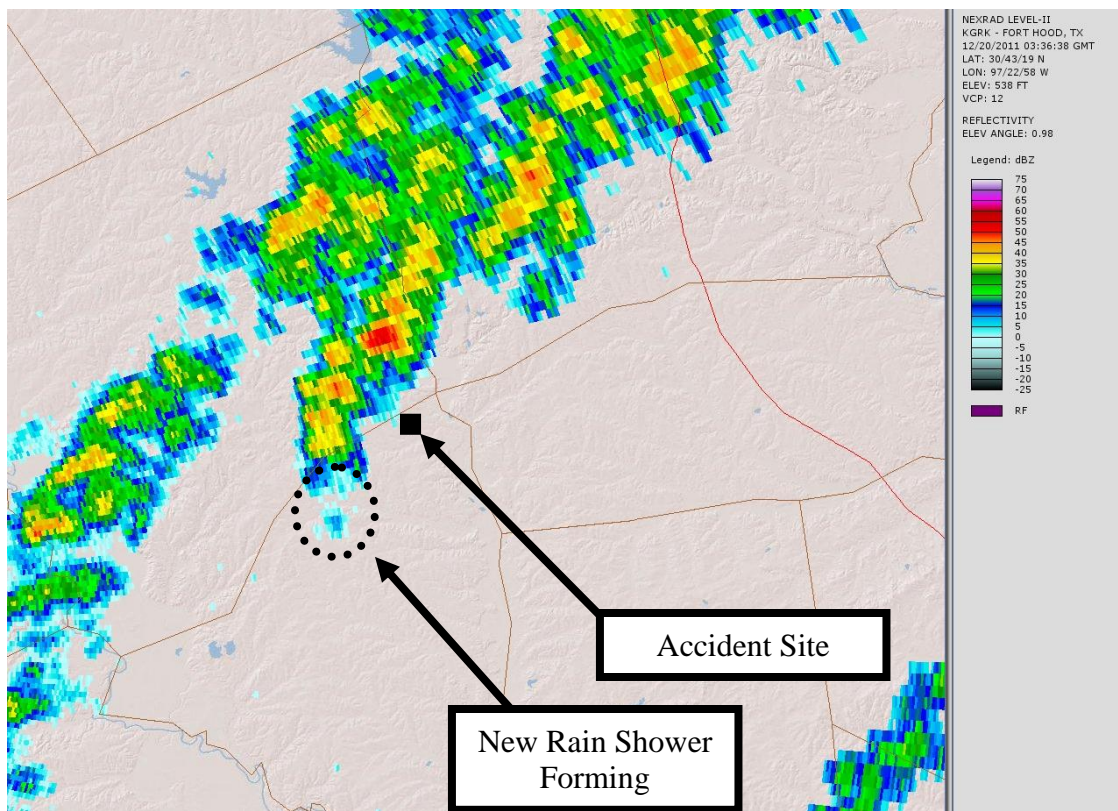 NEXRAD LEVEL-II
KGRK - FORT HOOD, TX
12/20/2011 03:36:38 GMT
LAT: 30/43/19 N
LON: 97/22/58 W
ELEV: 538 FT
VCP: 12
REFLECTIVITY
ELEV ANGLE: 0.98
Legend: dBZ
75
70
65
60
55
50
45
40
35
30
25
20
15
10
5
0
-5
-10
-15
-20
-25
RF
Accident Site
New Rain Shower
Forming